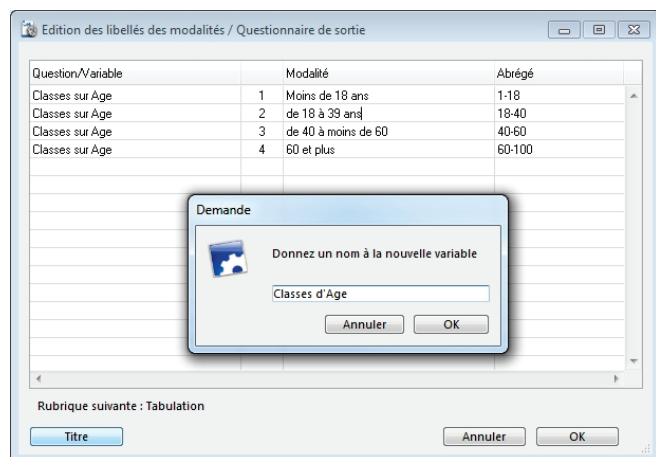 Edition des libellés des modalités / Questionnaire de sortie
Question/Variable Modalité Abrégé
Classes sur Age 1 Moins de 18 ans 1-18
Classes sur Age 2 de 18 à 39 ans 18-40
Classes sur Age 3 de 40 à moins de 60 40-60
Classes sur Age 4 60 et plus 60-100
Demande
Donnez un nom à la nouvelle variable
Classes d'Age
Annuler OK
Rubrique suivante : Tabulation
Titre Annuler OK